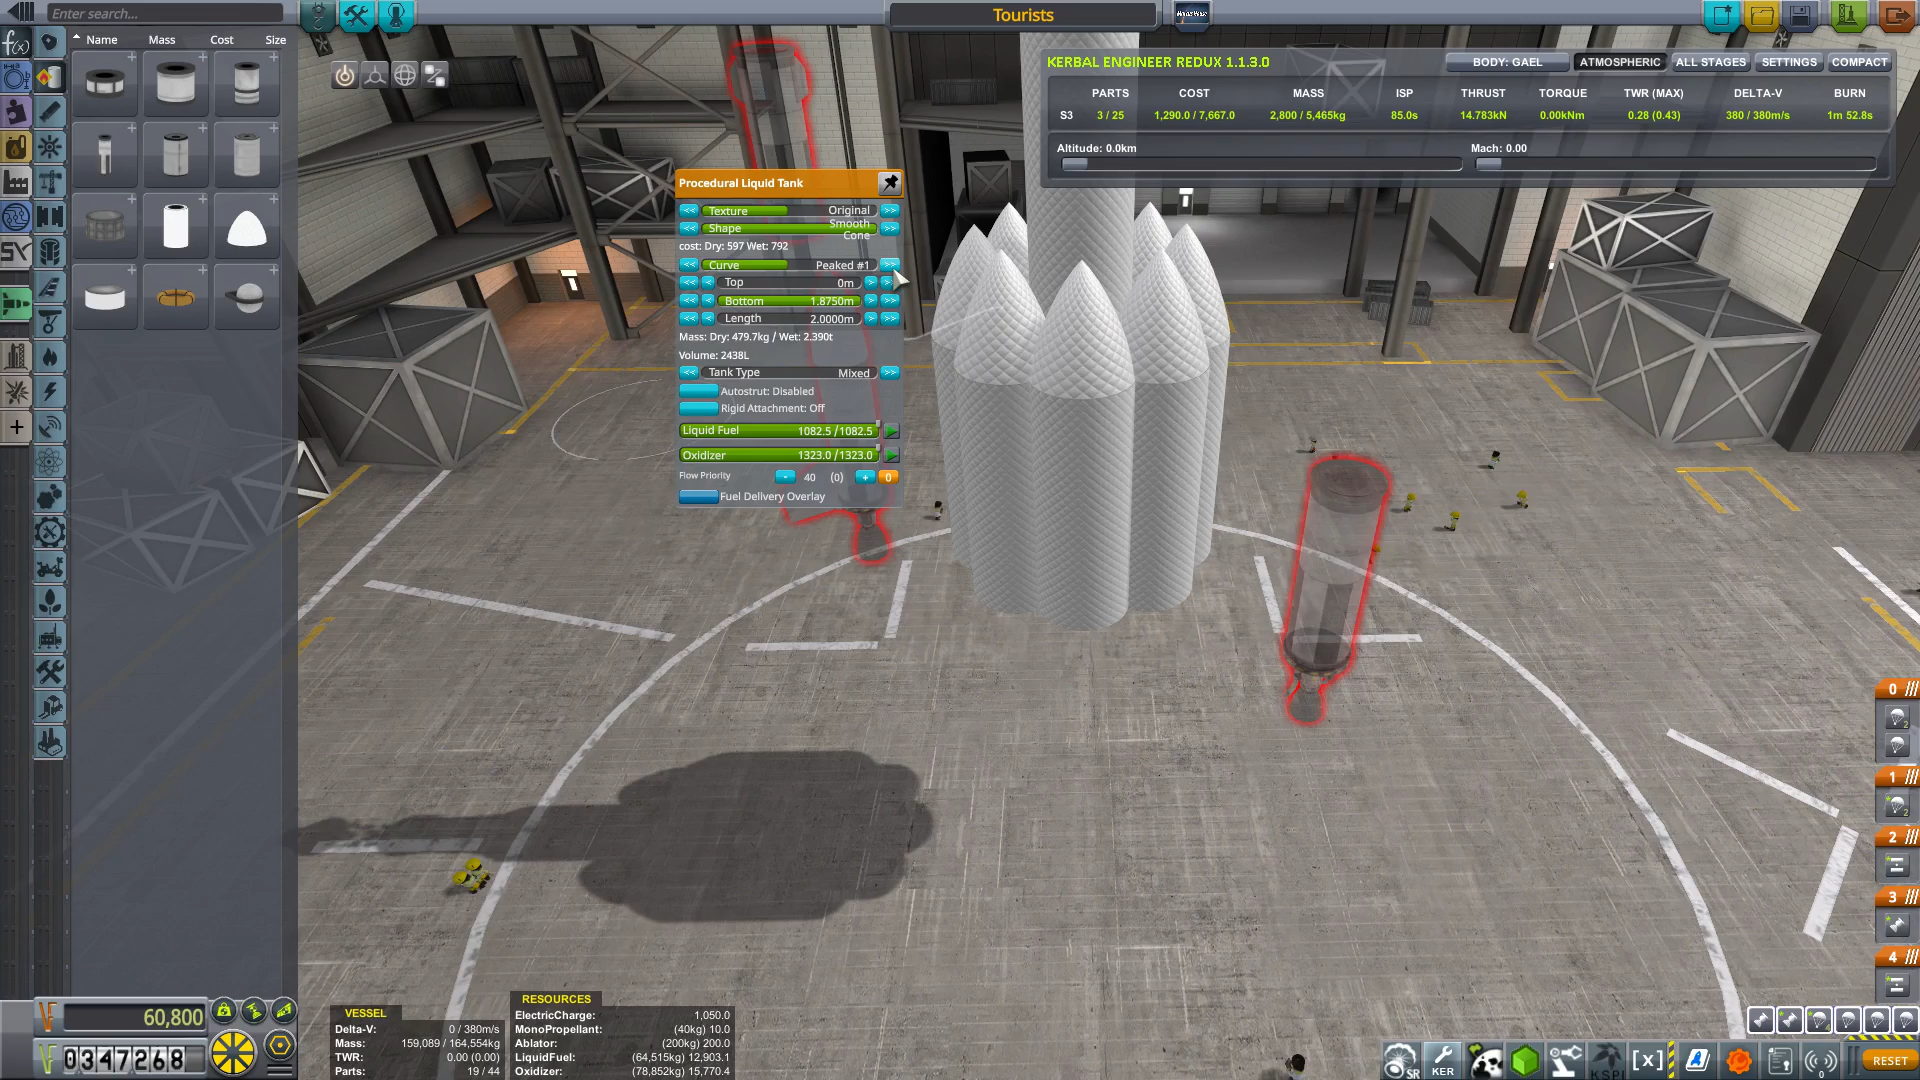 Enter search...
Tourists
Name Mass Cost Size
KERBAL ENGINEER REDUX 1.1.3.0
BODY: GAEL ATMOSPHERIC ALL STAGES SETTINGS COMPACT
PARTS COST MASS ISP THRUST TORQUE TWR (MAX) DELTA-V BURN
S3 3 / 25 1,290.0 / 7,667.0 2,800 / 5,465kg 85.0s 14.783kN 0.00kNm 0.28 (0.43) 380 / 380m/s 1m 52.8s
Altitude: 0.0km Mach: 0.00
Procedural Liquid Tank
<< Texture Original >>
<< Shape Smooth Cone >>
cost: Dry: 597 Wet: 792
<< Curve Peaked #1 >>
<< < Top 0m > >>
<< < Bottom 1.8750m > >>
<< < Length 2.0000m > >>
Mass: Dry: 479.7kg / Wet: 2.390t
Volume: 2438L
<< Tank Type Mixed >>
Autostrut: Disabled
Rigid Attachment: Off
Liquid Fuel 1082.5 /1082.5
Oxidizer 1323.0 /1323.0
Flow Priority - 40 (0) + 0
Fuel Delivery Overlay
0
1
2
3
4
60,800
0347268
VESSEL
Delta-V: 0 / 380m/s
Mass: 159,089 / 164,554kg
TWR: 0.00 (0.00)
Parts: 19 / 44
RESOURCES
ElectricCharge: 1,050.0
MonoPropellant: (40kg) 10.0
Ablator: (200kg) 200.0
LiquidFuel: (64,515kg) 12,903.1
Oxidizer: (78,852kg) 15,770.4
SR
KER
KSPI
[x]
0
RESET